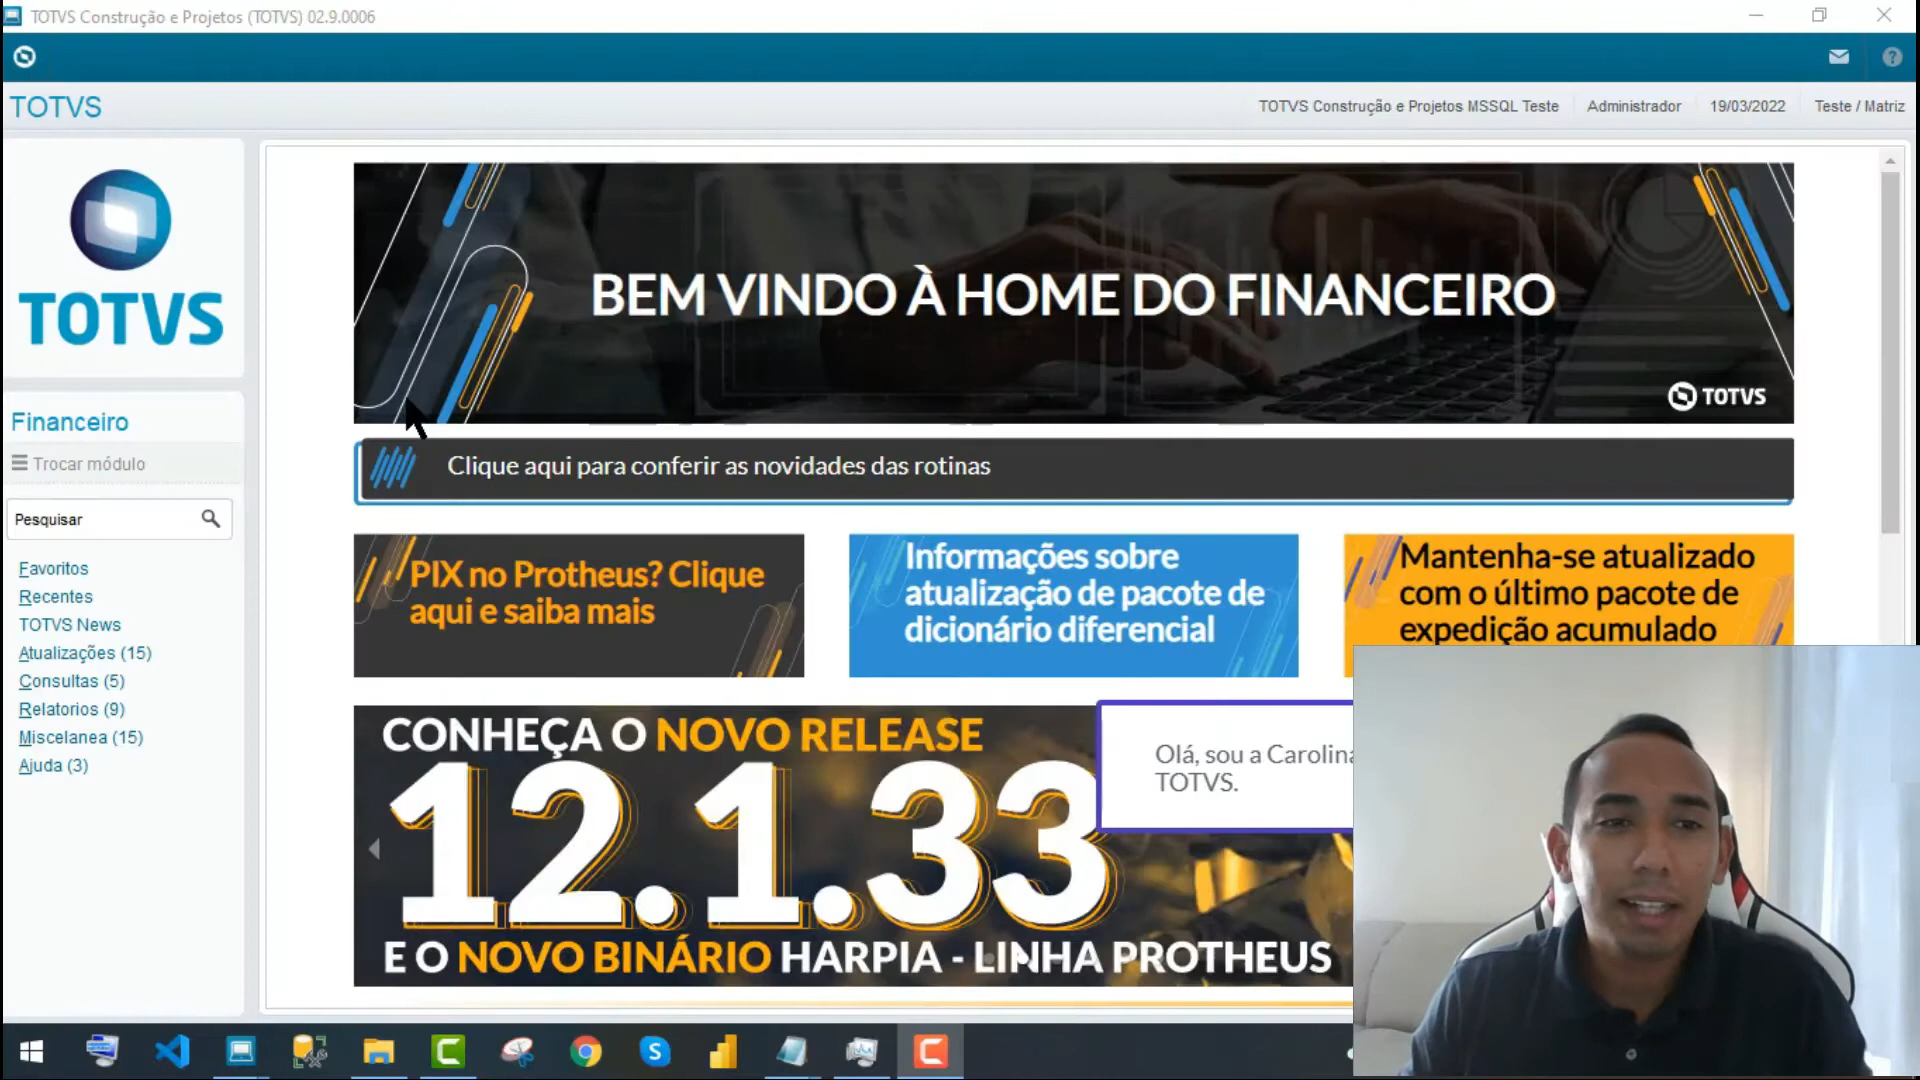 TOTVS Construção e Projetos (TOTVS) 02.9.0006
TOTVS
TOTVS Construção e Projetos MSSQL Teste
Administrador
19/03/2022
Teste / Matriz
TOTVS
Financeiro
Trocar módulo
Pesquisar
Favoritos
Recentes
TOTVS News
Atualizações (15)
Consultas (5)
Relatorios (9)
Miscelanea (15)
Ajuda (3)
BEM VINDO À HOME DO FINANCEIRO
TOTVS
Clique aqui para conferir as novidades das rotinas
PIX no Protheus? Clique
aqui e saiba mais
Informações sobre
atualização de pacote de
dicionário diferencial
Mantenha-se atualizado
com o último pacote de
expedição acumulado
CONHEÇA O NOVO RELEASE
12.1.33
E O NOVO BINÁRIO HARPIA - LINHA PROTHEUS
Olá, sou a Carolina
TOTVS.